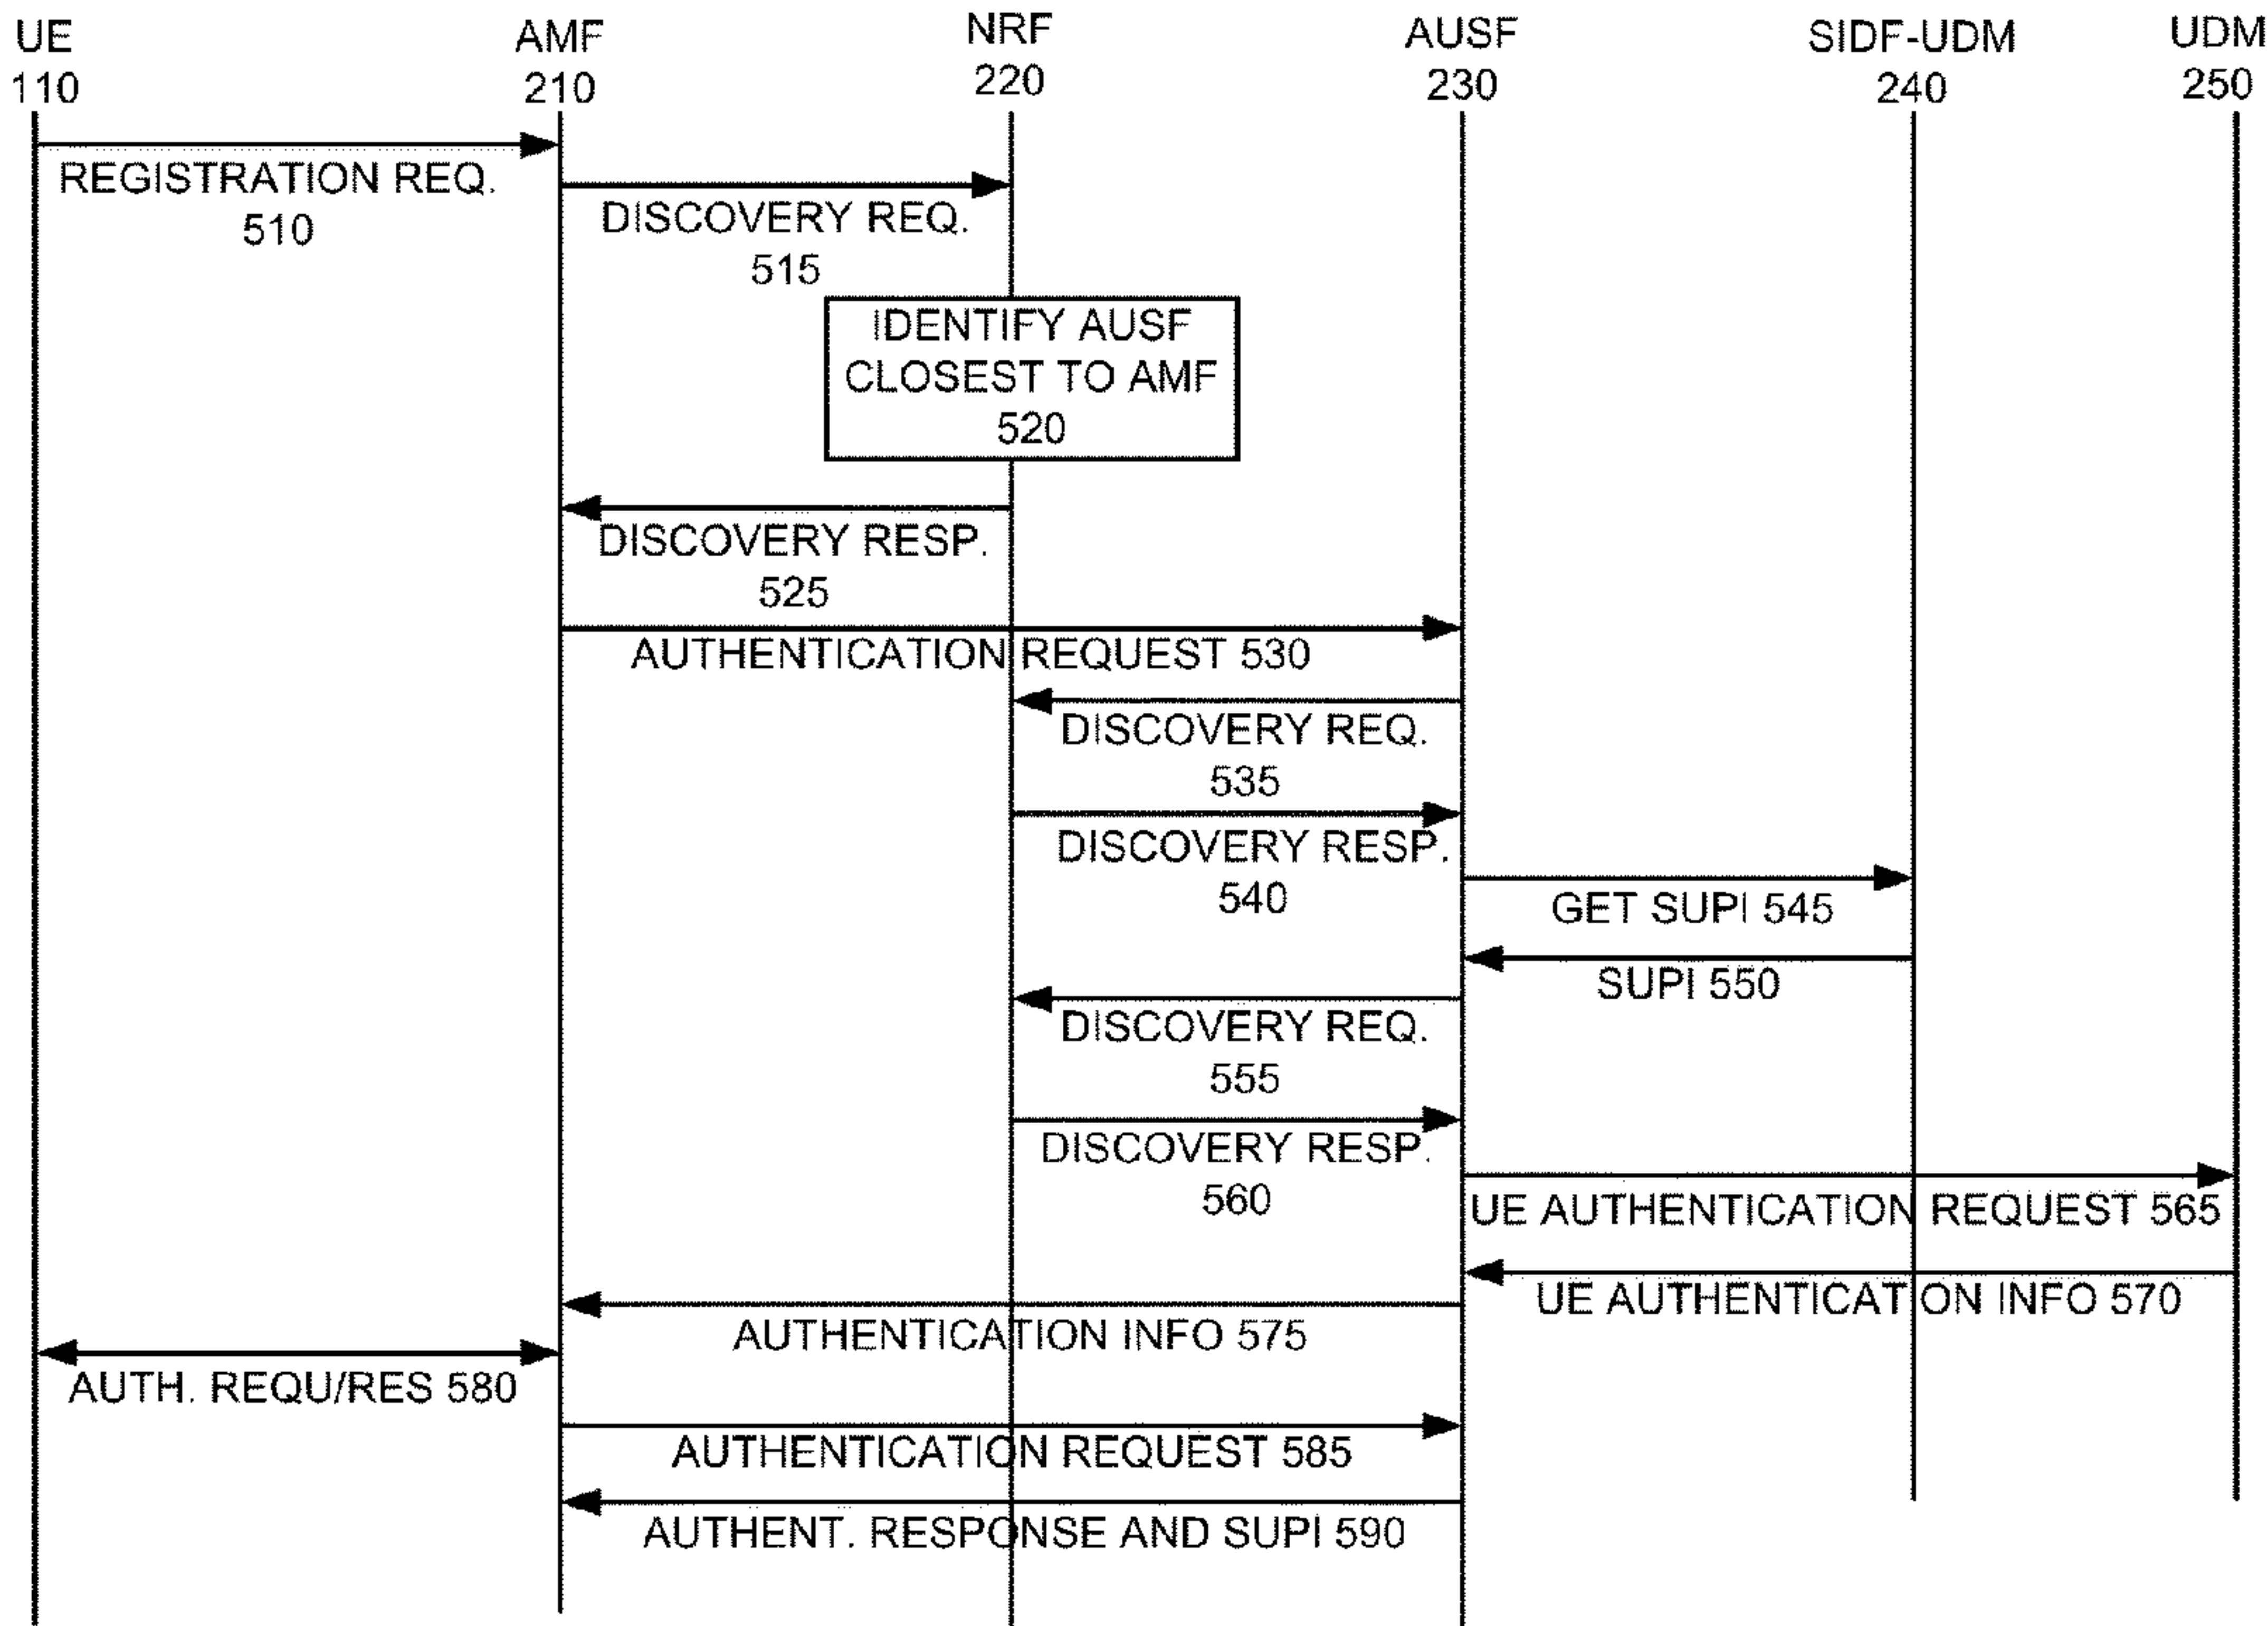 UE
110
AMF
210
NRF
220
AUSF
230
SIDF-UDM
240
UDM
250
REGISTRATION REQ.
510
DISCOVERY REQ.
515
IDENTIFY AUSF
CLOSEST TO AMF
520
DISCOVERY RESP.
525
AUTHENTICATION REQUEST 530
DISCOVERY REQ.
535
DISCOVERY RESP.
540
GET SUPI 545
SUPI 550
DISCOVERY REQ.
555
DISCOVERY RESP.
560
UE AUTHENTICATION REQUEST 565
UE AUTHENTICATION INFO 570
AUTHENTICATION INFO 575
AUTH. REQU/RES 580
AUTHENTICATION REQUEST 585
AUTHENT. RESPONSE AND SUPI 590